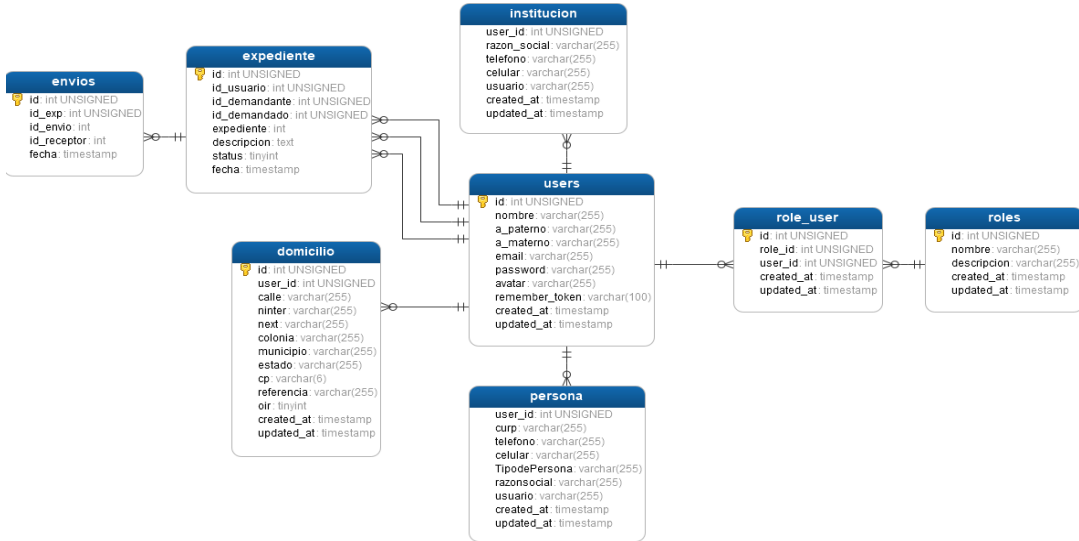 envios
id: int UNSIGNED
id_exp: int UNSIGNED
id_envio: int
id_receptor: int
fecha: timestamp
expediente
id: int UNSIGNED
id_usuario: int UNSIGNED
id_demandante: int UNSIGNED
id_demandado: int UNSIGNED
expediente: int
descripcion: text
status: tinyint
fecha: timestamp
institucion
user_id: int UNSIGNED
razon_social: varchar(255)
telefono: varchar(255)
celular: varchar(255)
usuario: varchar(255)
created_at: timestamp
updated_at: timestamp
domicilio
id: int UNSIGNED
user_id: int UNSIGNED
calle: varchar(255)
ninter: varchar(255)
next: varchar(255)
colonia: varchar(255)
municipio: varchar(255)
estado: varchar(255)
cp: varchar(6)
referencia: varchar(255)
oir: tinyint
created_at: timestamp
updated_at: timestamp
users
id: int UNSIGNED
nombre: varchar(255)
a_paterno: varchar(255)
a_materno: varchar(255)
email: varchar(255)
password: varchar(255)
avatar: varchar(255)
remember_token: varchar(100)
created_at: timestamp
updated_at: timestamp
role_user
id: int UNSIGNED
role_id: int UNSIGNED
user_id: int UNSIGNED
created_at: timestamp
updated_at: timestamp
roles
id: int UNSIGNED
nombre: varchar(255)
descripcion: varchar(255)
created_at: timestamp
updated_at: timestamp
persona
user_id: int UNSIGNED
curp: varchar(255)
telefono: varchar(255)
celular: varchar(255)
TipodePersona: varchar(255)
razonsocial: varchar(255)
usuario: varchar(255)
created_at: timestamp
updated_at: timestamp